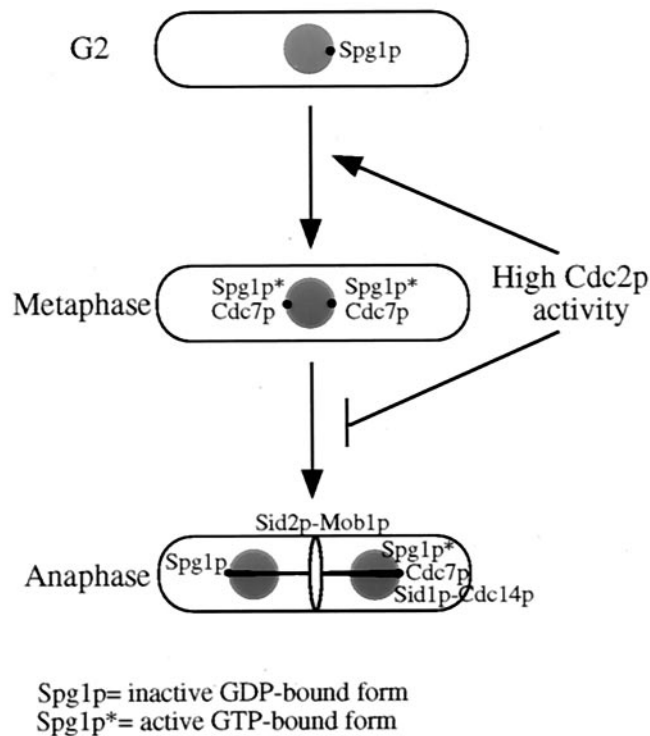 G2
Spg1p
Metaphase
Spg1p*
Cdc7p
Spg1p*
Cdc7p
High Cdc2p
activity
Sid2p-Mob1p
Anaphase
Spg1p
Spg1p*
Cdc7p
Sid1p-Cdc14p
Spg1p= inactive GDP-bound form
Spg1p*= active GTP-bound form